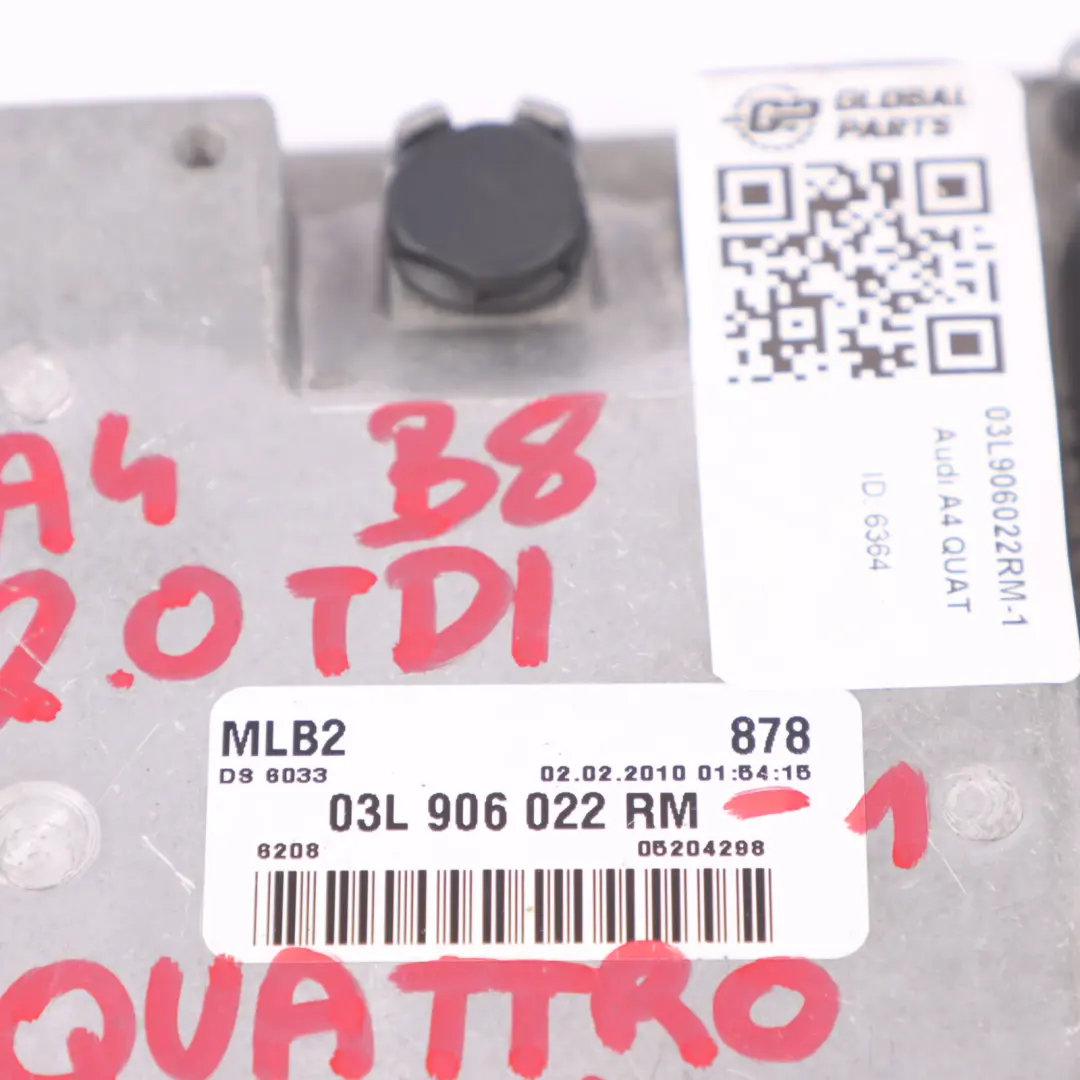 GLOBAL
PARTS
03L906022RM-1
Audi A4 QUAT
ID. 6364
A4 B8
2.0 TDI
MLB2 878
DS 6033 02.02.2010 01:54:15
03L 906 022 RM - 1
6208 05204298
QUATTRO